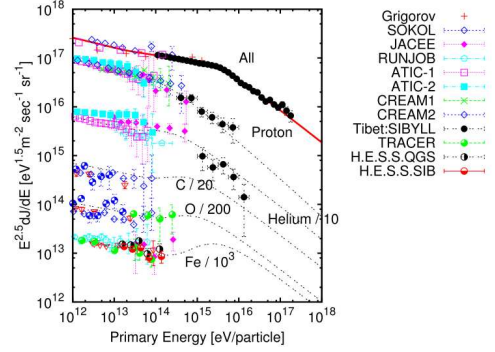 10^18
10^17
10^16
10^15
10^14
10^13
10^12
E^2.5 dJ/dE [eV^1.5 m^-2 sec^-1 sr^-1]
All
Proton
Helium / 10
C / 20
O / 200
Fe / 10^3
10^12 10^13 10^14 10^15 10^16 10^17 10^18
Primary Energy [eV/particle]
Grigorov
SOKOL
JACEE
RUNJOB
ATIC-1
ATIC-2
CREAM1
CREAM2
Tibet:SIBYLL
TRACER
H.E.S.S.QGS
H.E.S.S.SIB